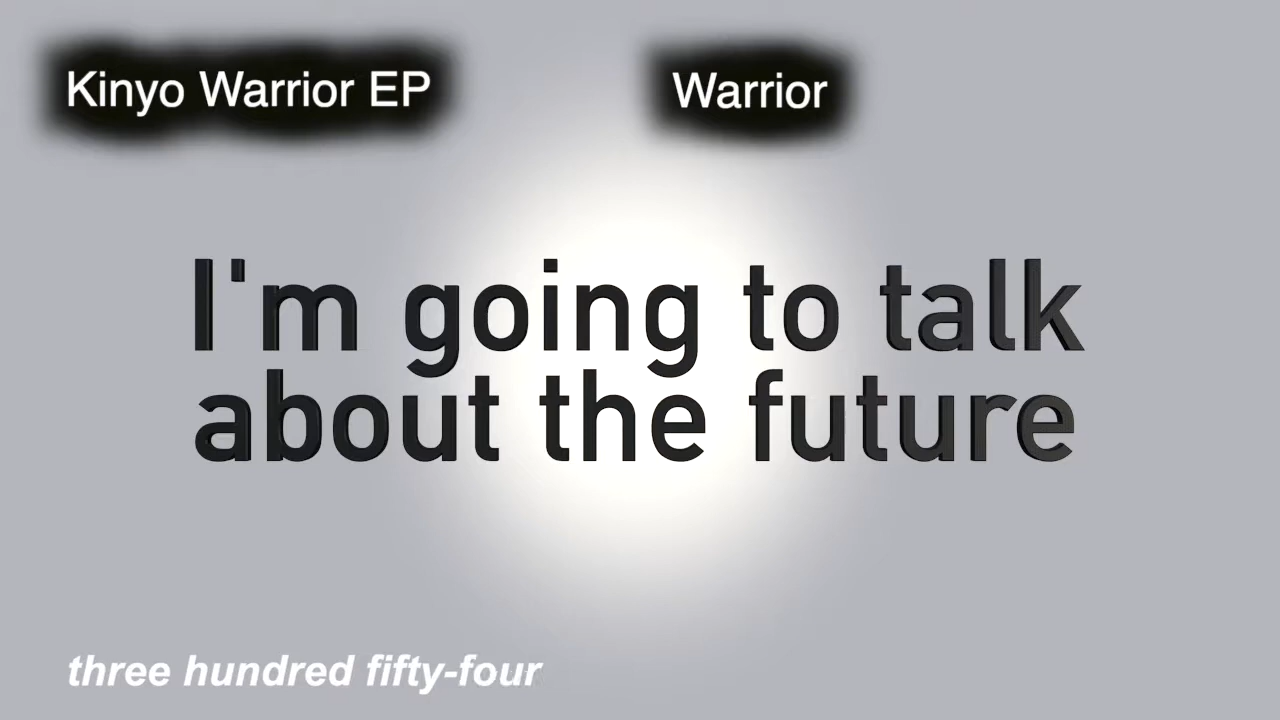 Kinyo Warrior EP
Warrior
I'm going to talk
about the future
three hundred fifty-four